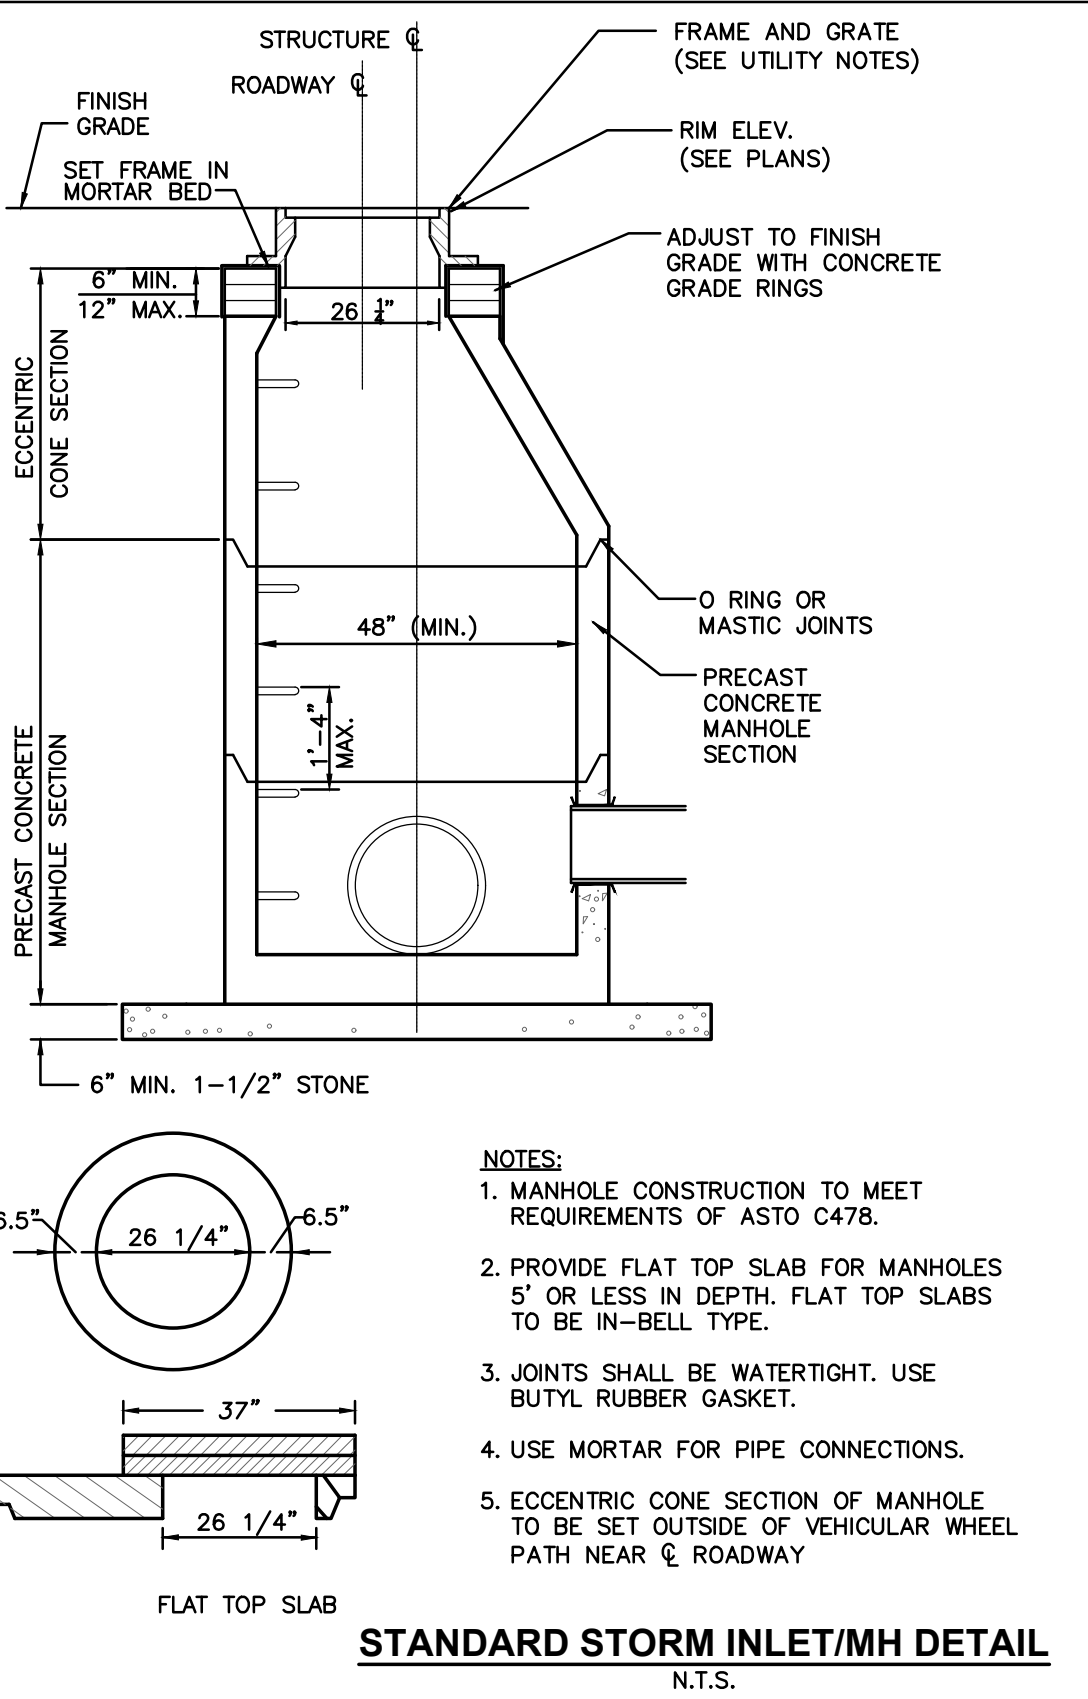 STRUCTURE ℄
ROADWAY ℄
FRAME AND GRATE
(SEE UTILITY NOTES)
FINISH
GRADE
RIM ELEV.
(SEE PLANS)
SET FRAME IN
MORTAR BED
ADJUST TO FINISH
GRADE WITH CONCRETE
GRADE RINGS
6" MIN.
12" MAX.
26 1/4"
ECCENTRIC
CONE SECTION
O RING OR
MASTIC JOINTS
48" (MIN.)
PRECAST
CONCRETE
MANHOLE
SECTION
1'-4"
MAX.
PRECAST CONCRETE
MANHOLE SECTION
6" MIN. 1-1/2" STONE
6.5"
26 1/4"
6.5"
37"
26 1/4"
FLAT TOP SLAB
NOTES:
1. MANHOLE CONSTRUCTION TO MEET
REQUIREMENTS OF ASTO C478.
2. PROVIDE FLAT TOP SLAB FOR MANHOLES
5' OR LESS IN DEPTH. FLAT TOP SLABS
TO BE IN-BELL TYPE.
3. JOINTS SHALL BE WATERTIGHT. USE
BUTYL RUBBER GASKET.
4. USE MORTAR FOR PIPE CONNECTIONS.
5. ECCENTRIC CONE SECTION OF MANHOLE
TO BE SET OUTSIDE OF VEHICULAR WHEEL
PATH NEAR ℄ ROADWAY
STANDARD STORM INLET/MH DETAIL
N.T.S.